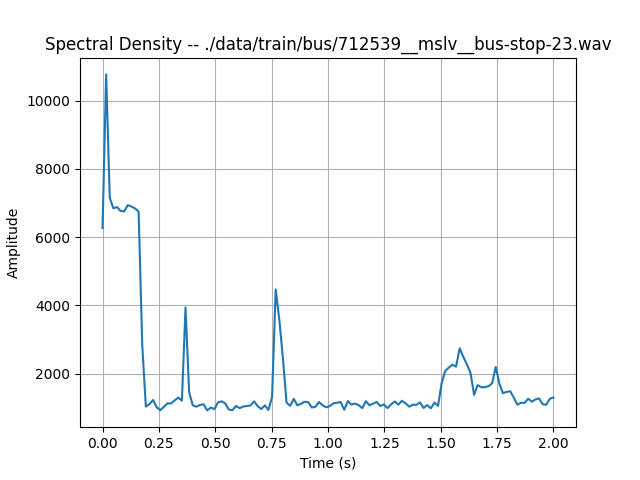 Spectral Density -- ./data/train/bus/712539__mslv__bus-stop-23.wav
Amplitude
10000
8000
6000
4000
2000
0.00 0.25 0.50 0.75 1.00 1.25 1.50 1.75 2.00
Time (s)